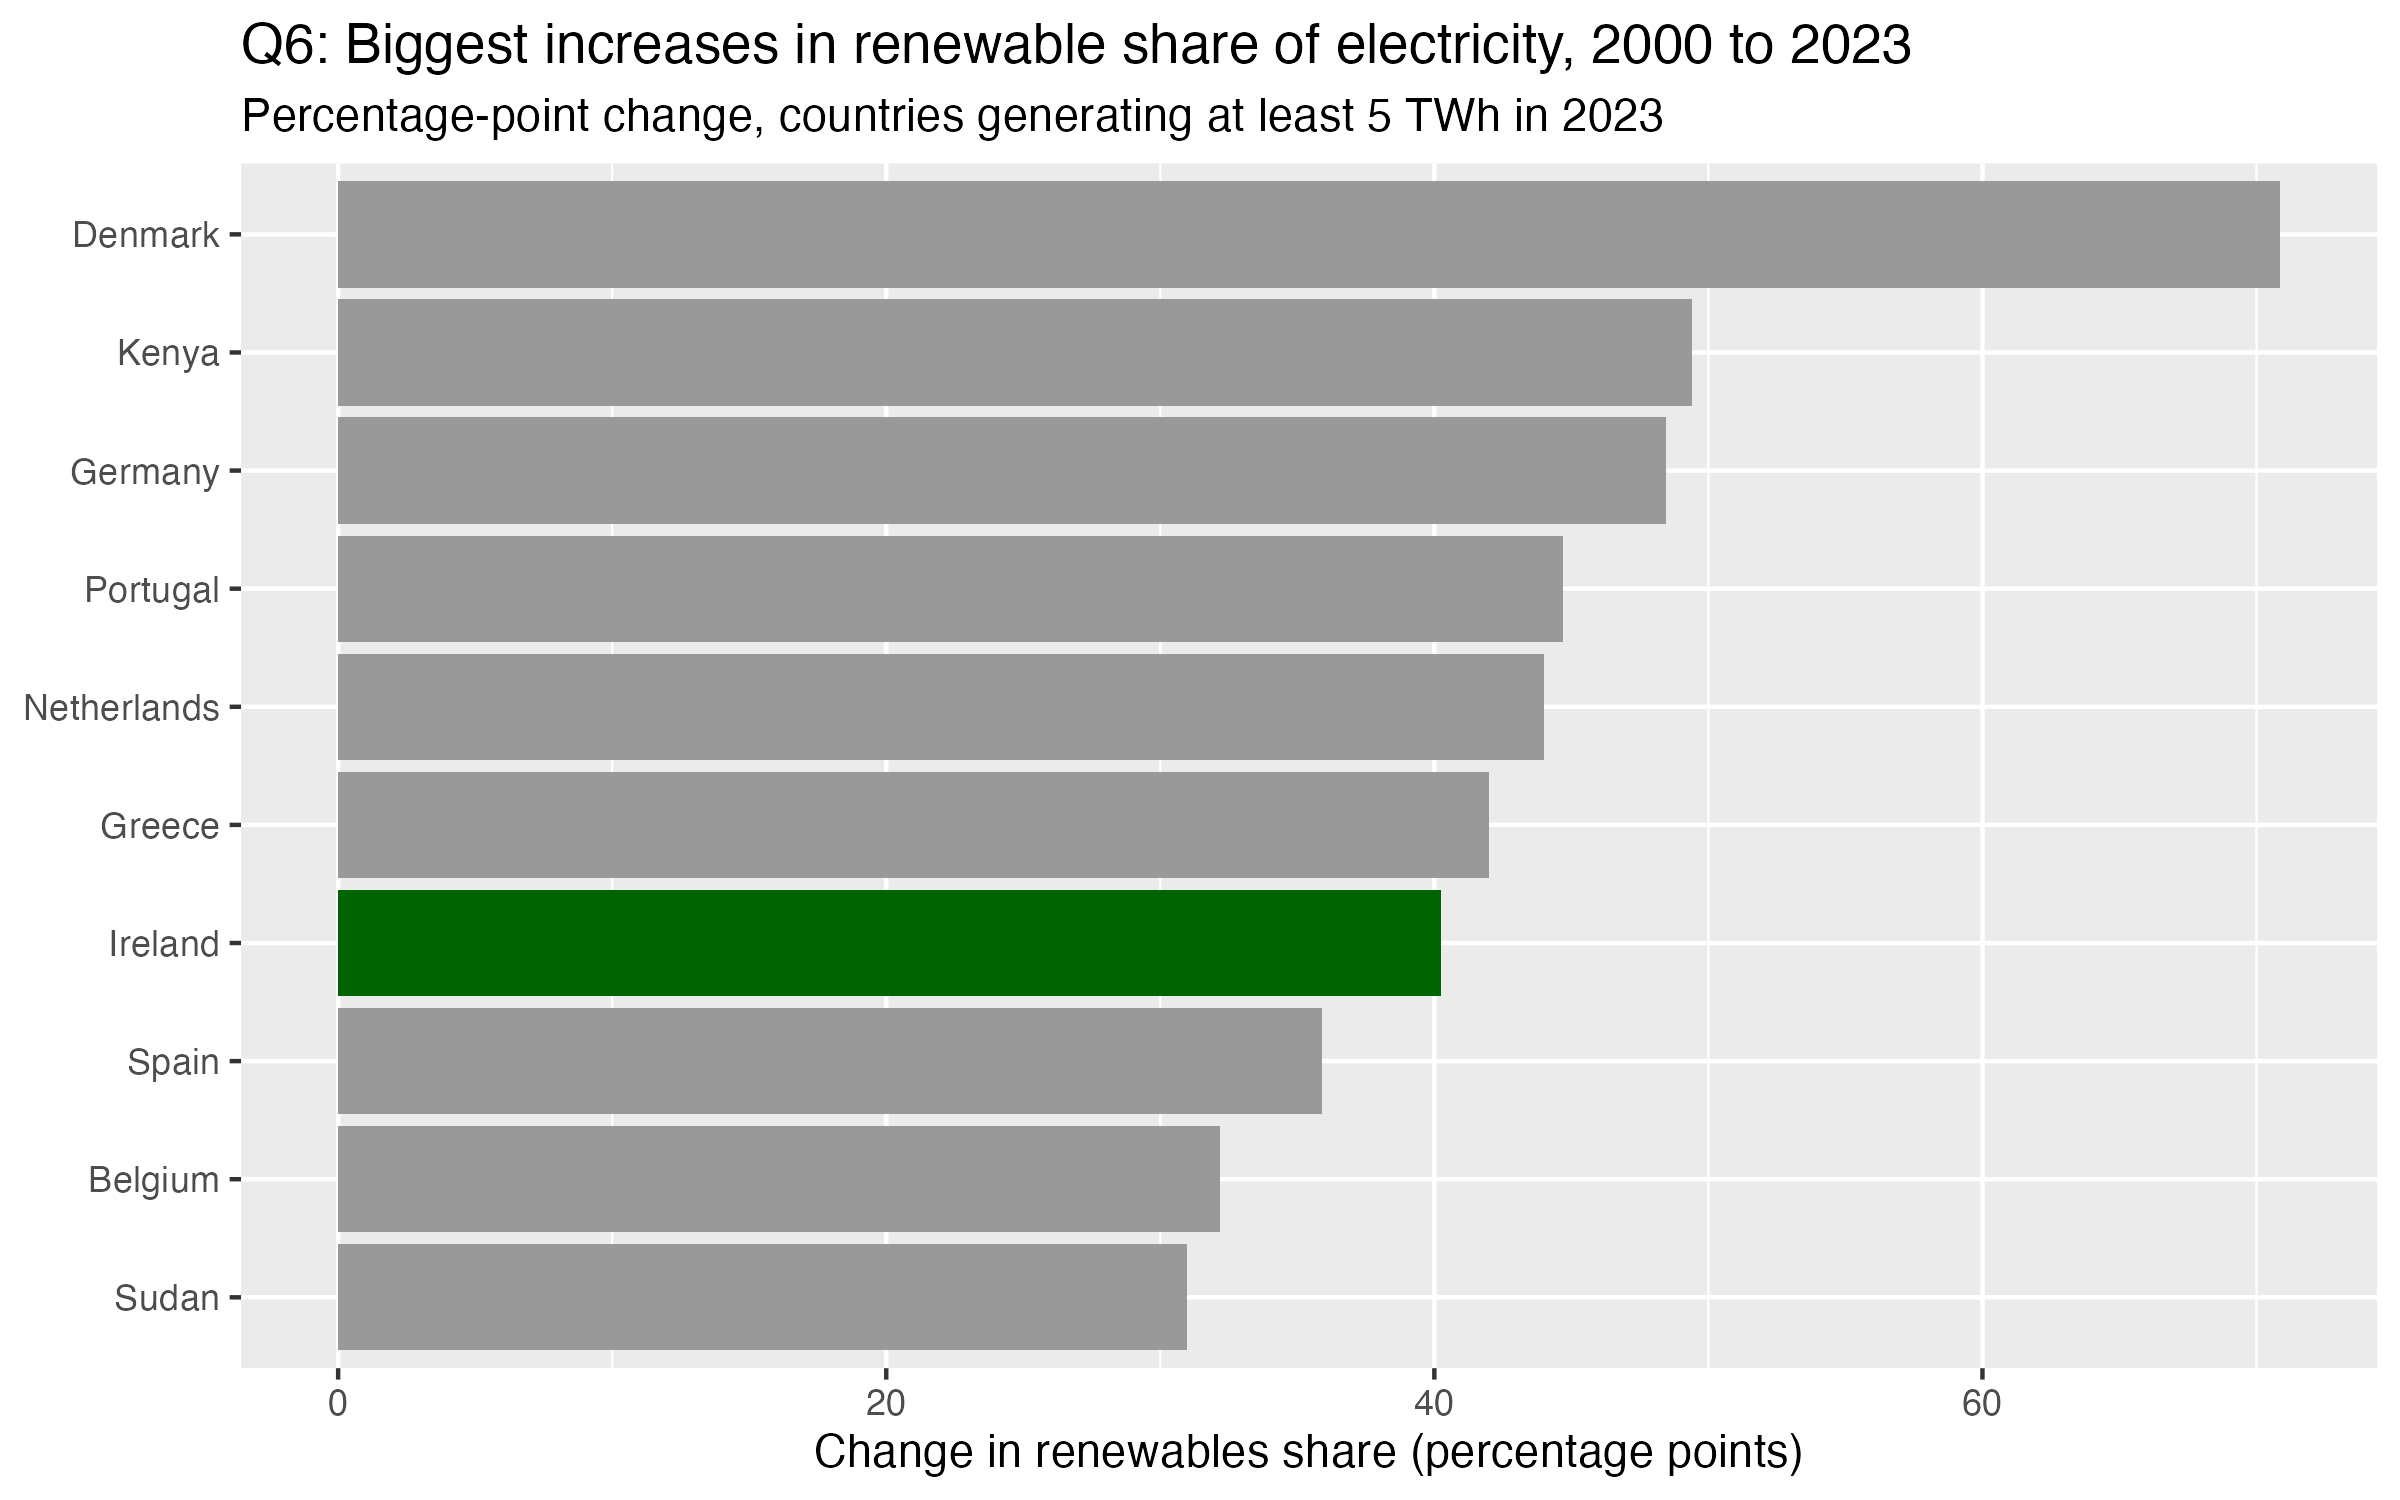 Q6: Biggest increases in renewable share of electricity, 2000 to 2023
Percentage-point change, countries generating at least 5 TWh in 2023
Denmark
Kenya
Germany
Portugal
Netherlands
Greece
Ireland
Spain
Belgium
Sudan
0 20 40 60
Change in renewables share (percentage points)